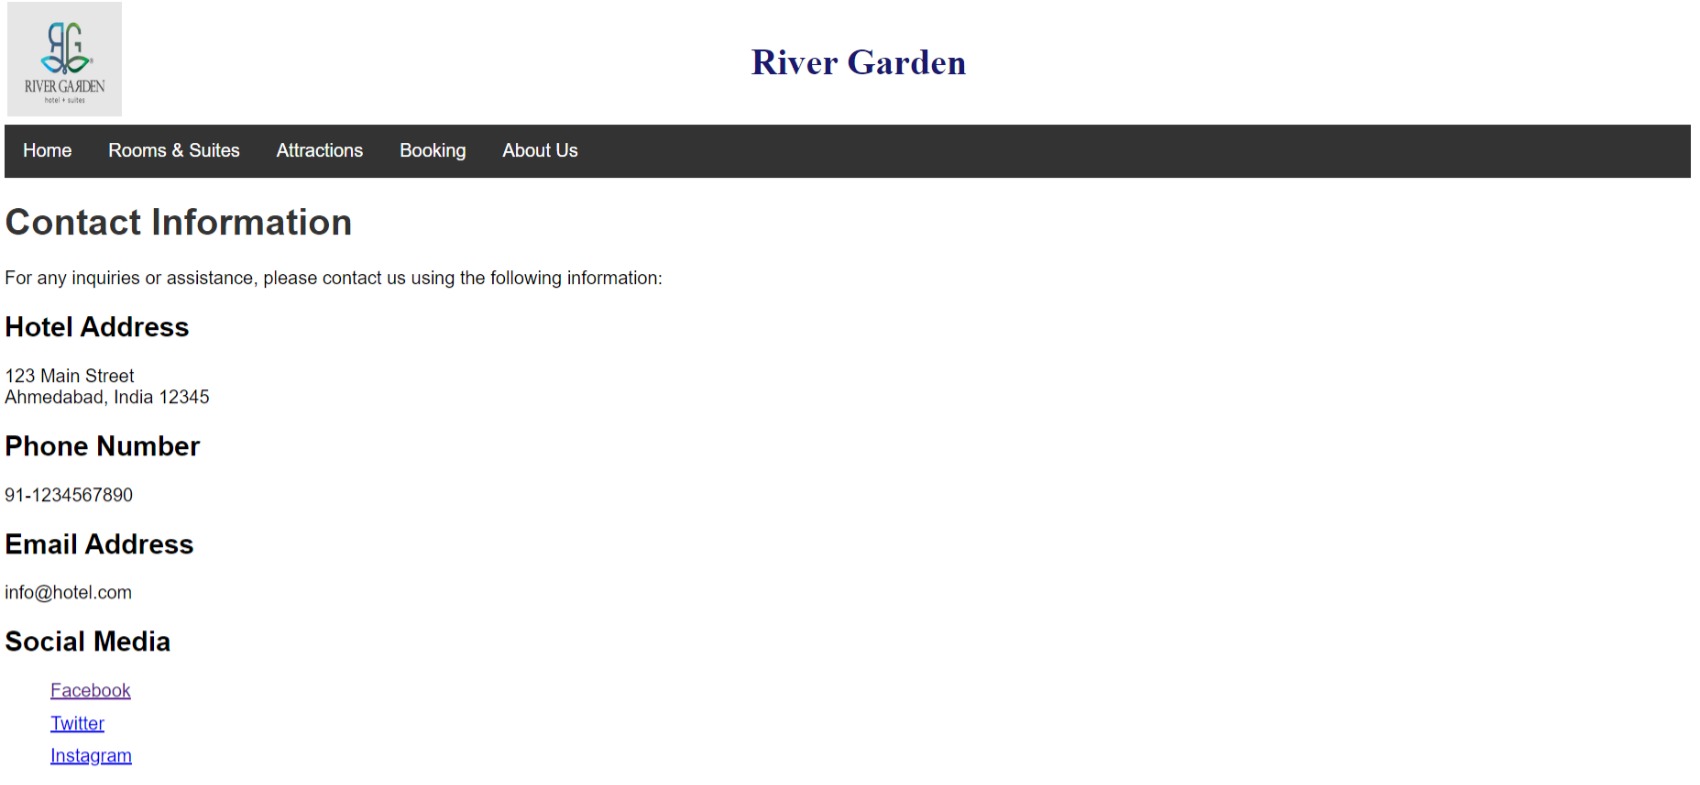 RIVER GARDEN
hotel + suites
River Garden
Home Rooms & Suites Attractions Booking About Us
Contact Information
For any inquiries or assistance, please contact us using the following information:
Hotel Address
123 Main Street
Ahmedabad, India 12345
Phone Number
91-1234567890
Email Address
info@hotel.com
Social Media
Facebook
Twitter
Instagram